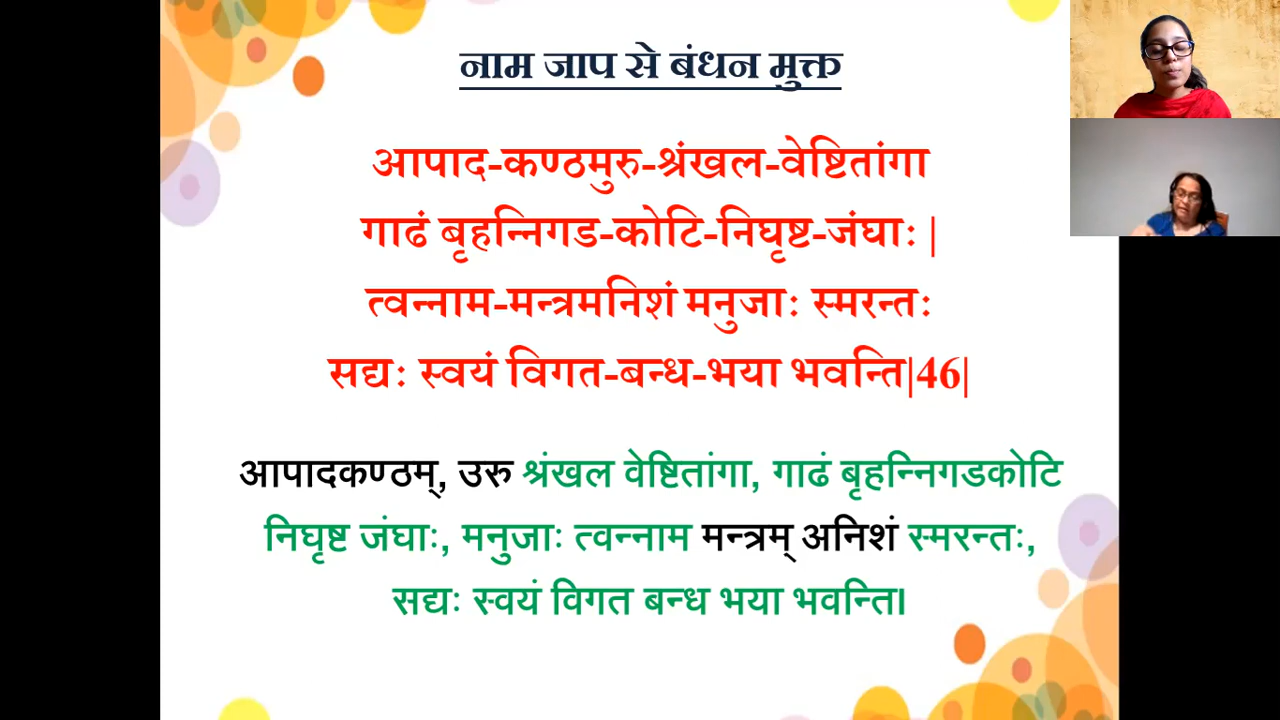 नाम जाप से बंधन मुक्त
आपाद-कण्ठमुरु-श्रंखल-वेष्टितांगा
गाढं बृहन्निगड-कोटि-निघृष्ट-जंघाः |
त्वन्नाम-मन्त्रमनिशं मनुजाः स्मरन्तः
सद्यः स्वयं विगत-बन्ध-भया भवन्ति|46|
आपादकण्ठम्, उरु श्रंखल वेष्टितांगा, गाढं बृहन्निगडकोटि
निघृष्ट जंघाः, मनुजाः त्वन्नाम मन्त्रम् अनिशं स्मरन्तः,
सद्यः स्वयं विगत बन्ध भया भवन्ति।